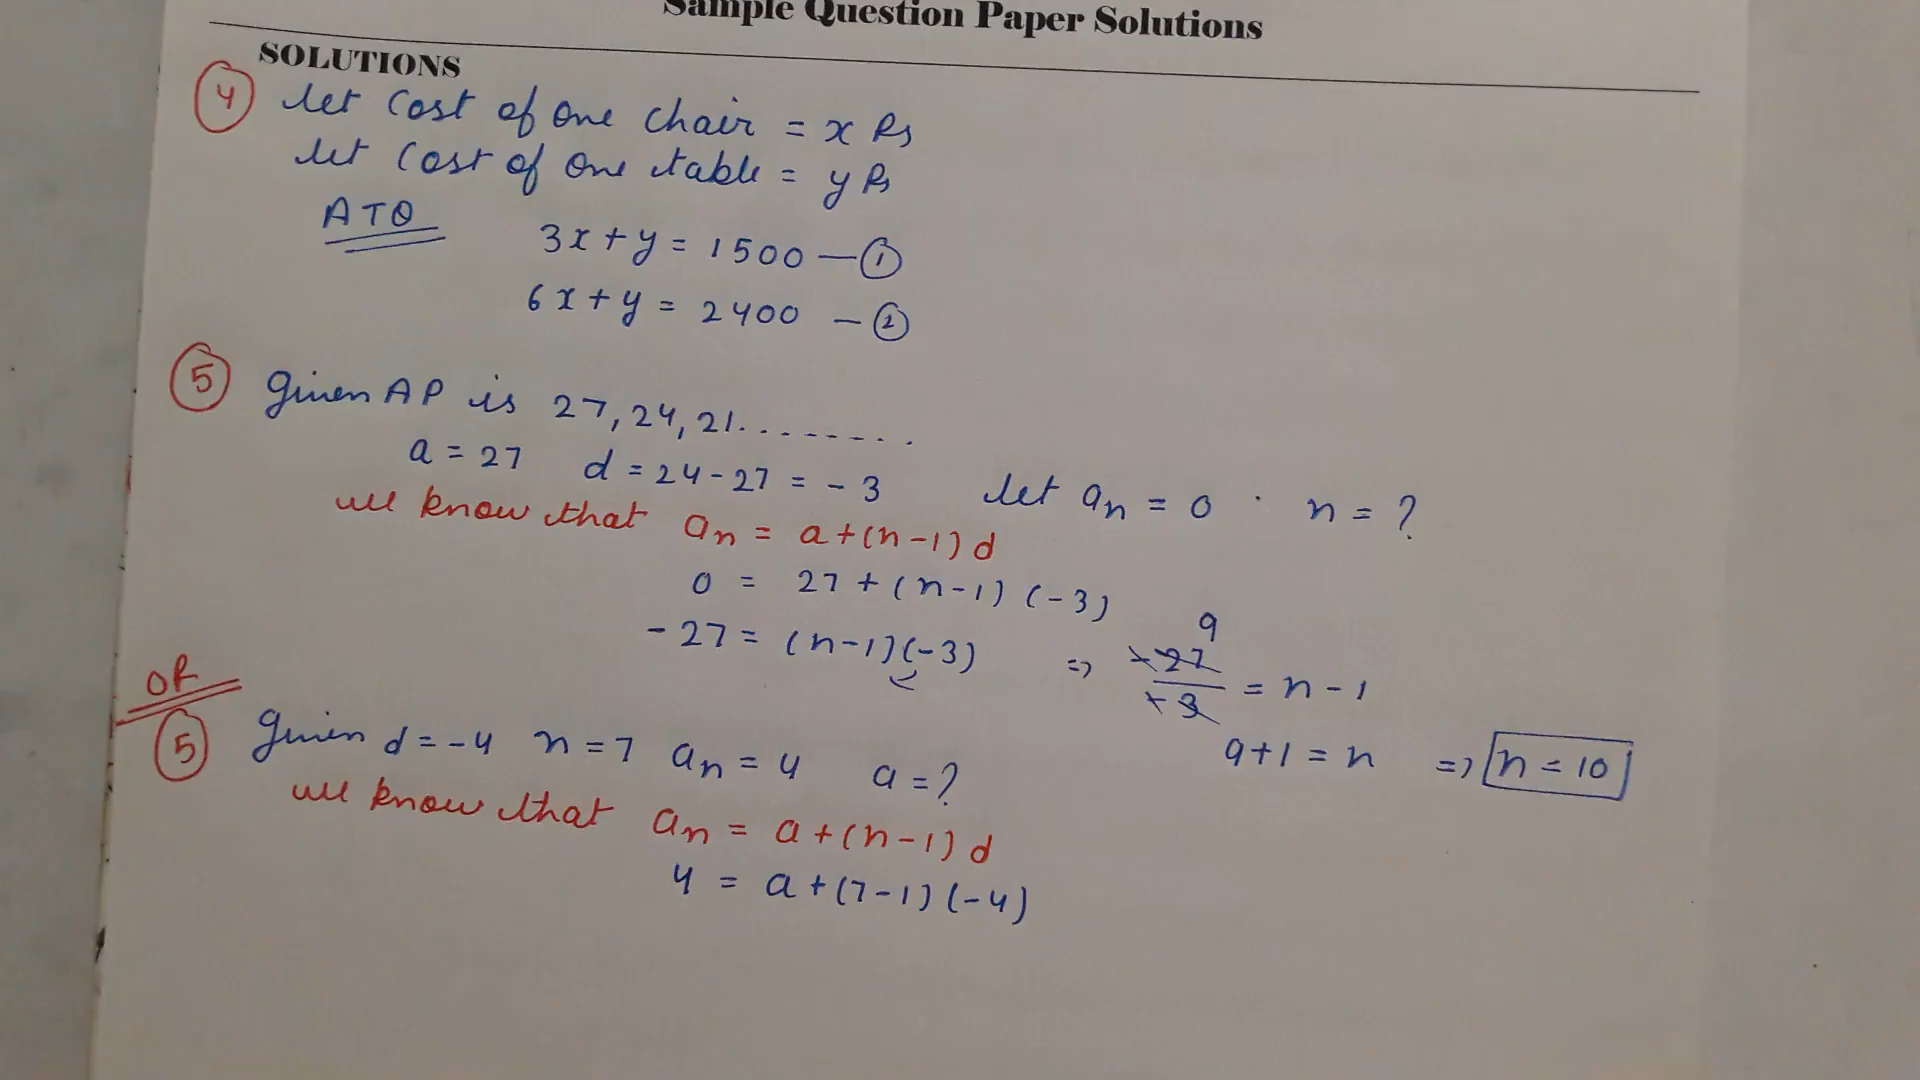 Sample Question Paper Solutions
SOLUTIONS
4 let cost of one chair = x Rs
let cost of one table = y Rs
ATQ
3x + y = 1500 — ①
6x + y = 2400 — ②
5 Given AP is 27, 24, 21 . . . . . . . .
a = 27 d = 24 - 27 = - 3 let an = 0 . n = ?
we know that an = a + (n - 1) d
0 = 27 + (n - 1) (- 3)
- 27 = (n - 1) (- 3) => -27/-3 = n - 1
9
9 + 1 = n => n = 10
OR
5 Given d = - 4 n = 7 an = 4 a = ?
we know that an = a + (n - 1) d
4 = a + (7 - 1) (- 4)